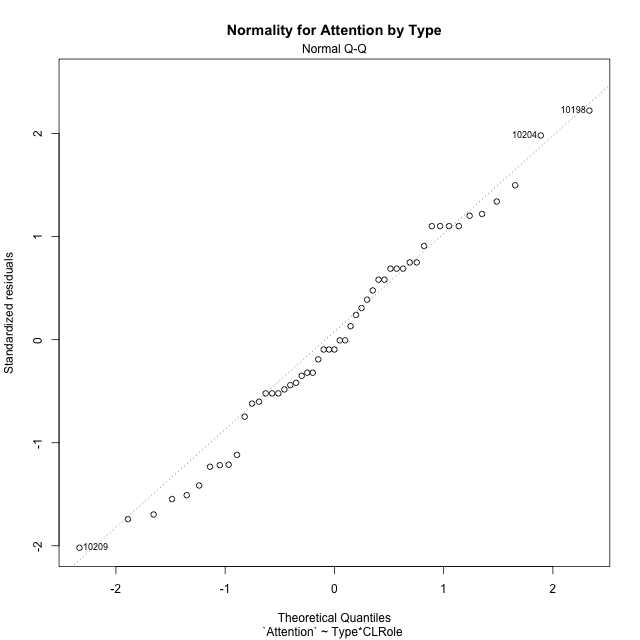 Normality for Attention by Type
Normal Q-Q
10198
10204
10209
2
1
0
-1
-2
Standardized residuals
-2 -1 0 1 2
Theoretical Quantiles
`Attention` ~ Type*CLRole